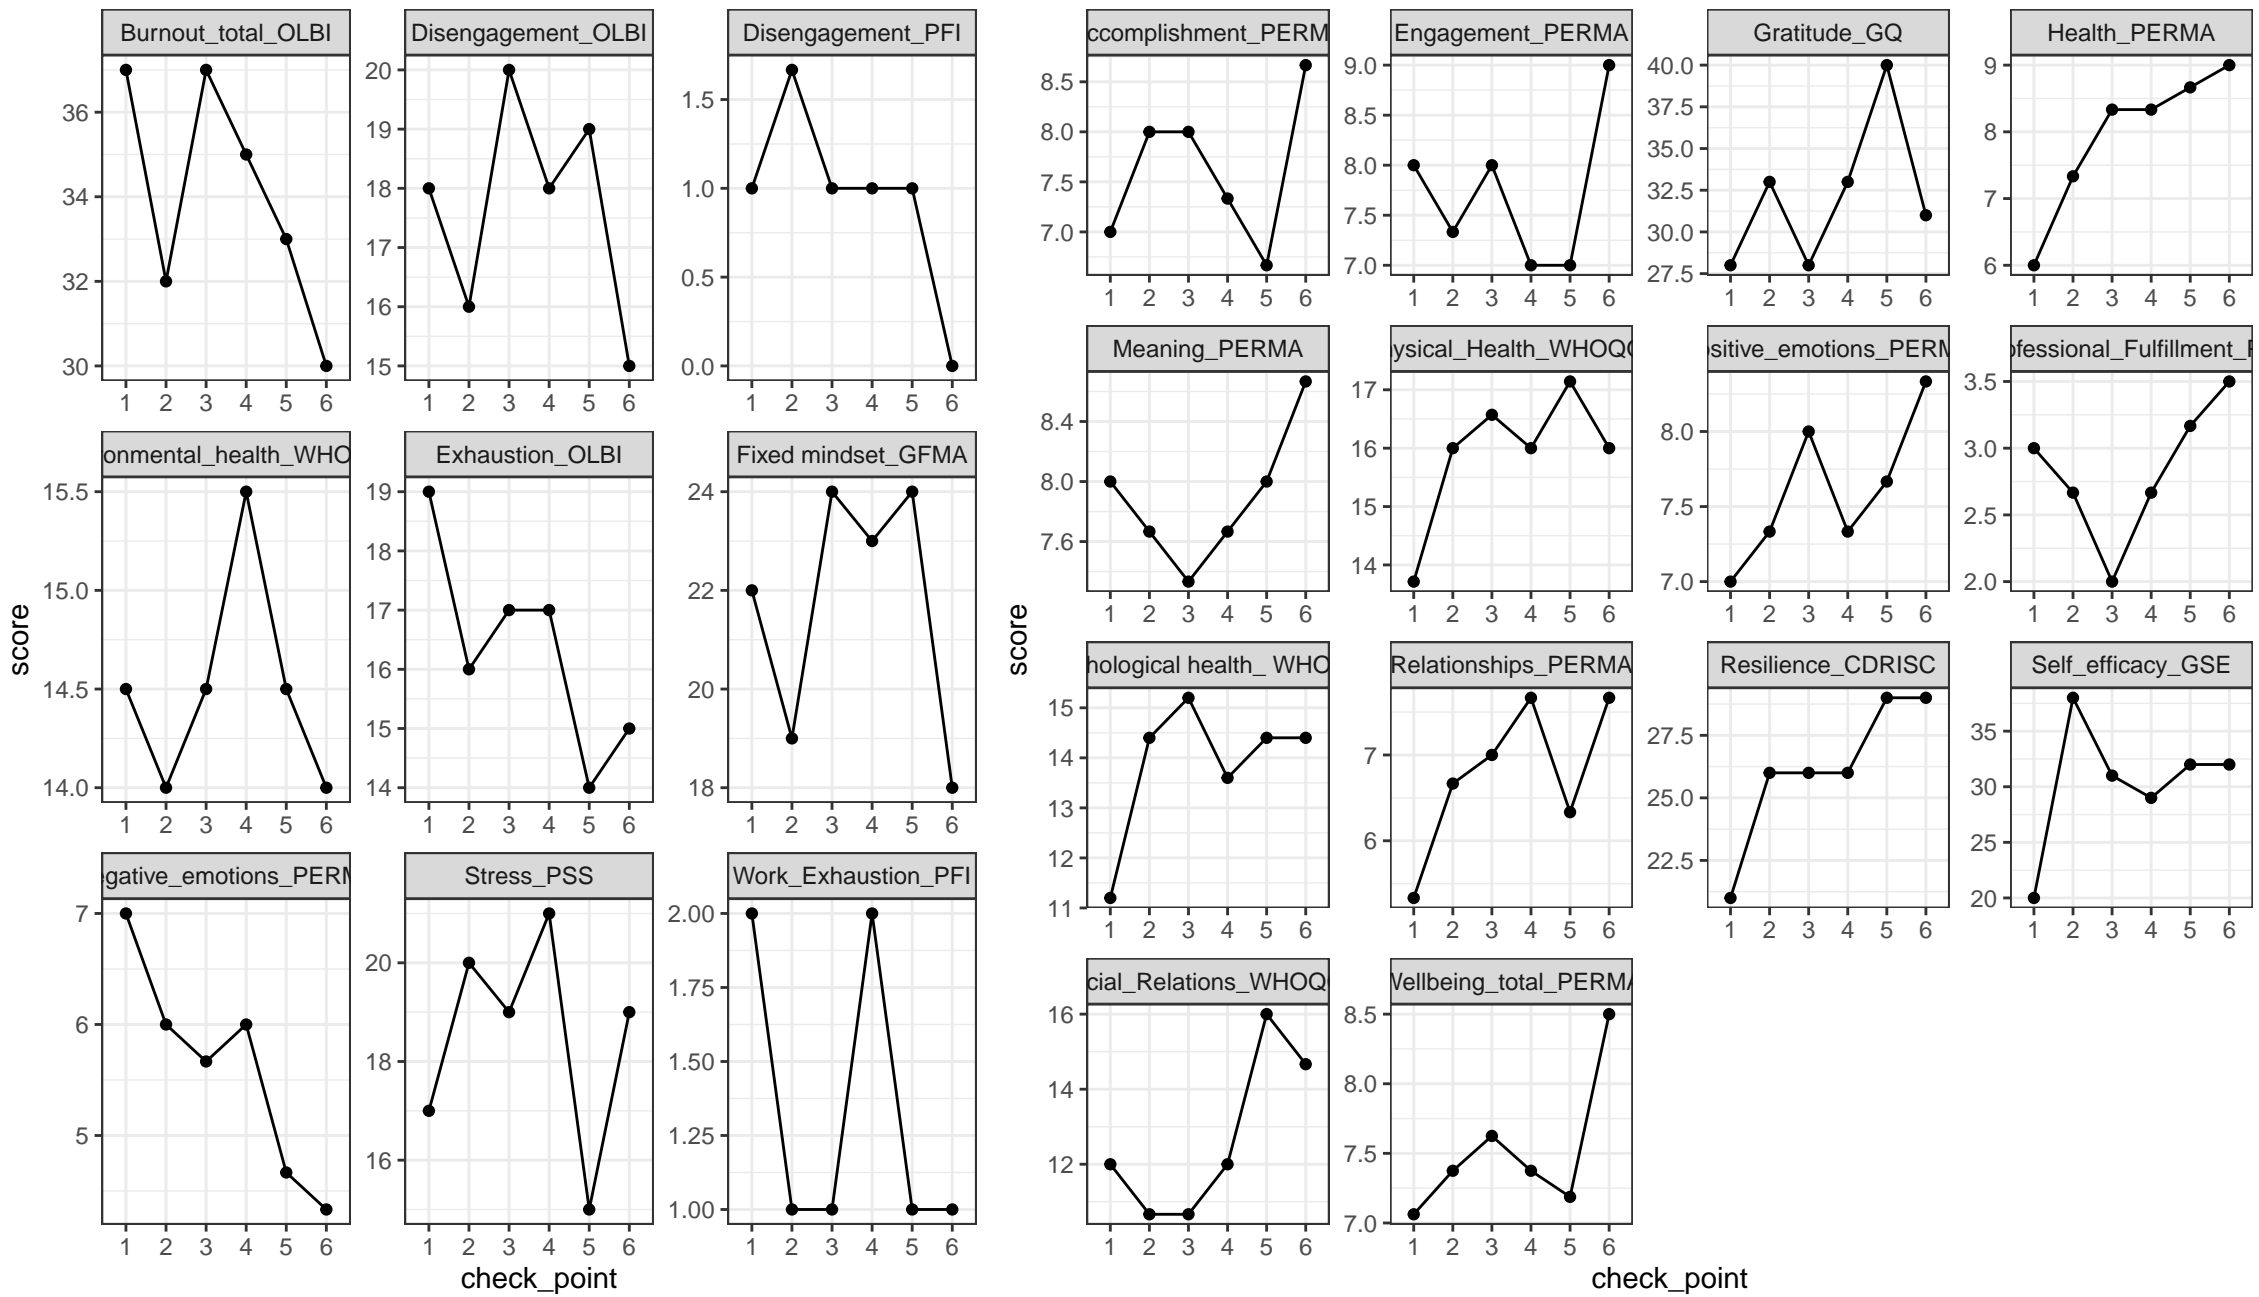 Burnout_total_OLBI
Disengagement_OLBI
Disengagement_PFI
36
34
32
30
1 2 3 4 5 6
20
19
18
17
16
15
1 2 3 4 5 6
1.5
1.0
0.5
0.0
1 2 3 4 5 6
onmental_health_WHO
Exhaustion_OLBI
Fixed mindset_GFMA
15.5
15.0
14.5
14.0
1 2 3 4 5 6
19
18
17
16
15
14
1 2 3 4 5 6
24
22
20
18
1 2 3 4 5 6
egative_emotions_PERM
Stress_PSS
Work_Exhaustion_PFI
7
6
5
1 2 3 4 5 6
20
18
16
1 2 3 4 5 6
2.00
1.75
1.50
1.25
1.00
1 2 3 4 5 6
score
check_point
ccomplishment_PERM
Engagement_PERMA
Gratitude_GQ
Health_PERMA
8.5
8.0
7.5
7.0
1 2 3 4 5 6
9.0
8.5
8.0
7.5
7.0
1 2 3 4 5 6
40.0
37.5
35.0
32.5
30.0
27.5
1 2 3 4 5 6
9
8
7
6
1 2 3 4 5 6
Meaning_PERMA
ysical_Health_WHOQO
ositive_emotions_PERM
ofessional_Fulfillment_P
8.4
8.0
7.6
1 2 3 4 5 6
17
16
15
14
1 2 3 4 5 6
8.0
7.5
7.0
1 2 3 4 5 6
3.5
3.0
2.5
2.0
1 2 3 4 5 6
hological health_ WHO
Relationships_PERMA
Resilience_CDRISC
Self_efficacy_GSE
15
14
13
12
11
1 2 3 4 5 6
7
6
1 2 3 4 5 6
27.5
25.0
22.5
1 2 3 4 5 6
35
30
25
20
1 2 3 4 5 6
cial_Relations_WHOQO
Wellbeing_total_PERMA
16
14
12
1 2 3 4 5 6
8.5
8.0
7.5
7.0
1 2 3 4 5 6
score
check_point